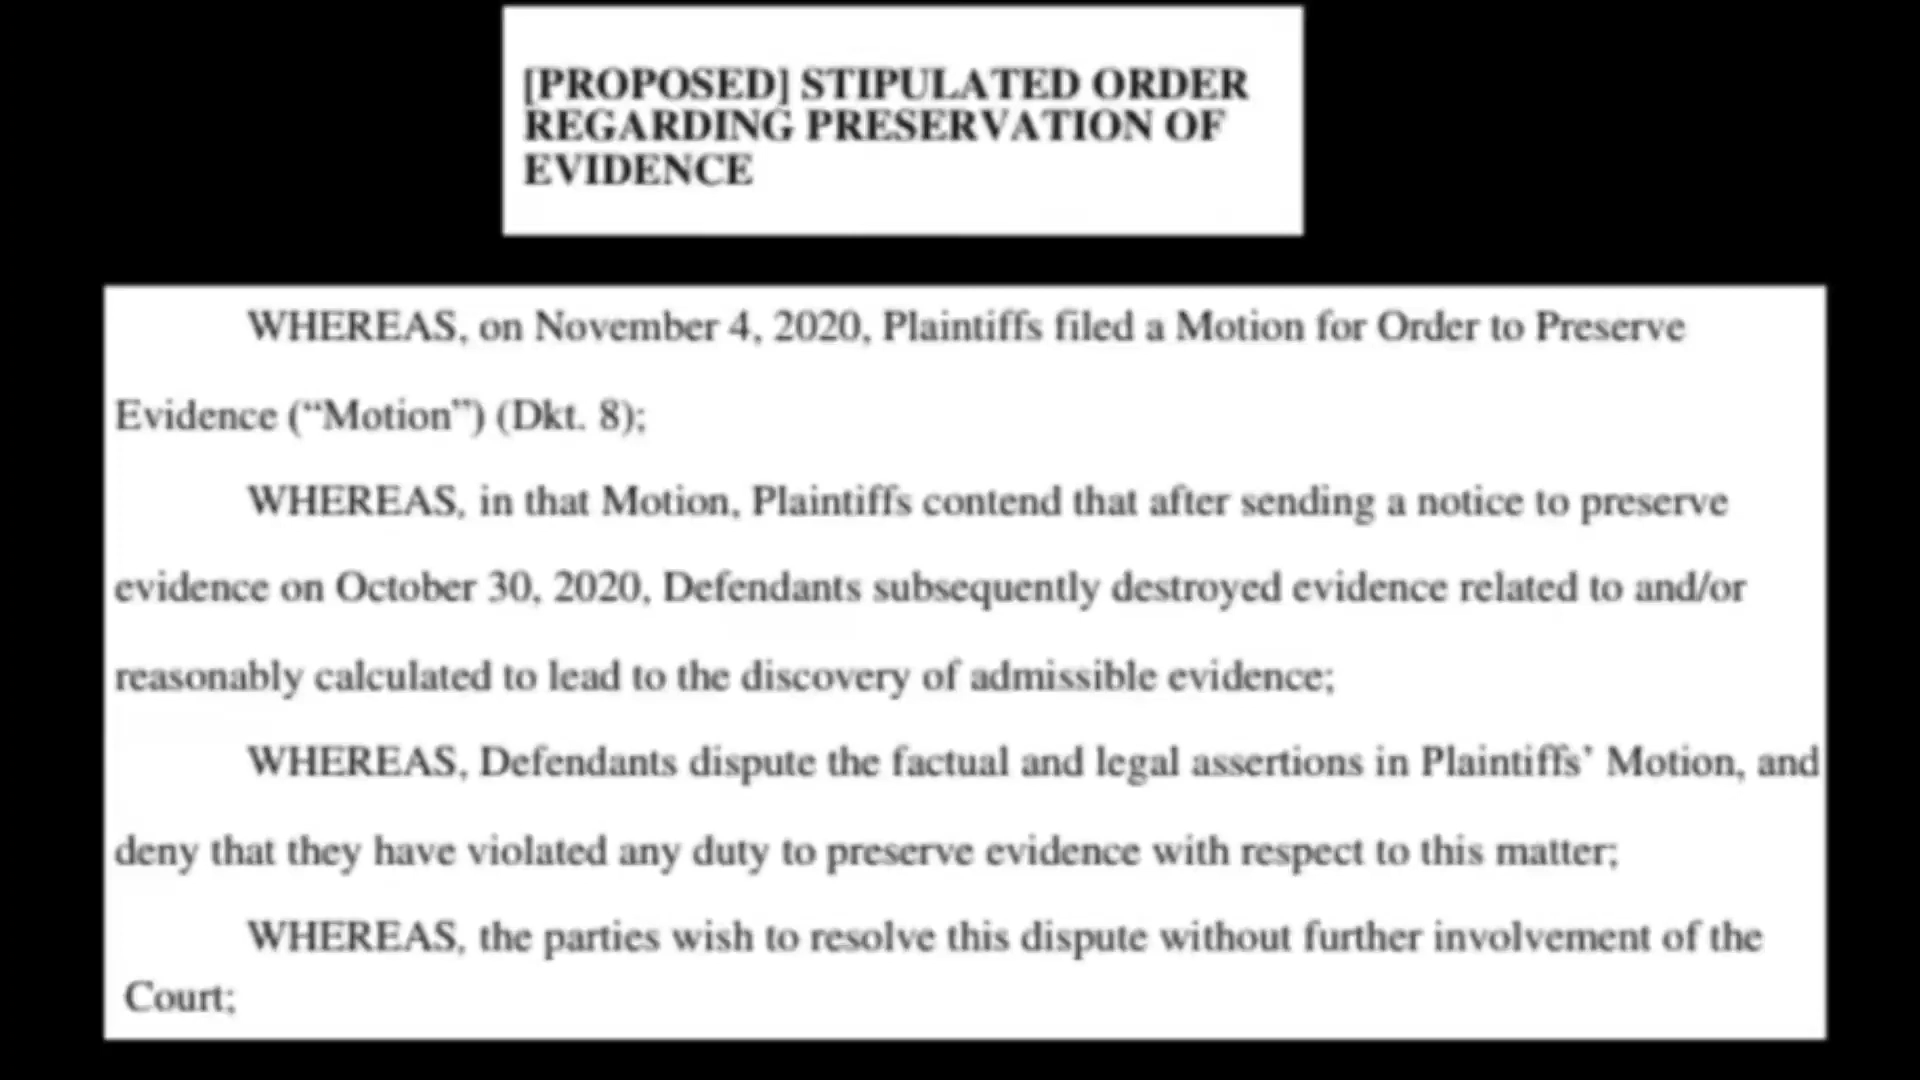 [PROPOSED] STIPULATED ORDER
REGARDING PRESERVATION OF
EVIDENCE
WHEREAS, on November 4, 2020, Plaintiffs filed a Motion for Order to Preserve
Evidence (“Motion”) (Dkt. 8);
WHEREAS, in that Motion, Plaintiffs contend that after sending a notice to preserve
evidence on October 30, 2020, Defendants subsequently destroyed evidence related to and/or
reasonably calculated to lead to the discovery of admissible evidence;
WHEREAS, Defendants dispute the factual and legal assertions in Plaintiffs’ Motion, and
deny that they have violated any duty to preserve evidence with respect to this matter;
WHEREAS, the parties wish to resolve this dispute without further involvement of the
Court;